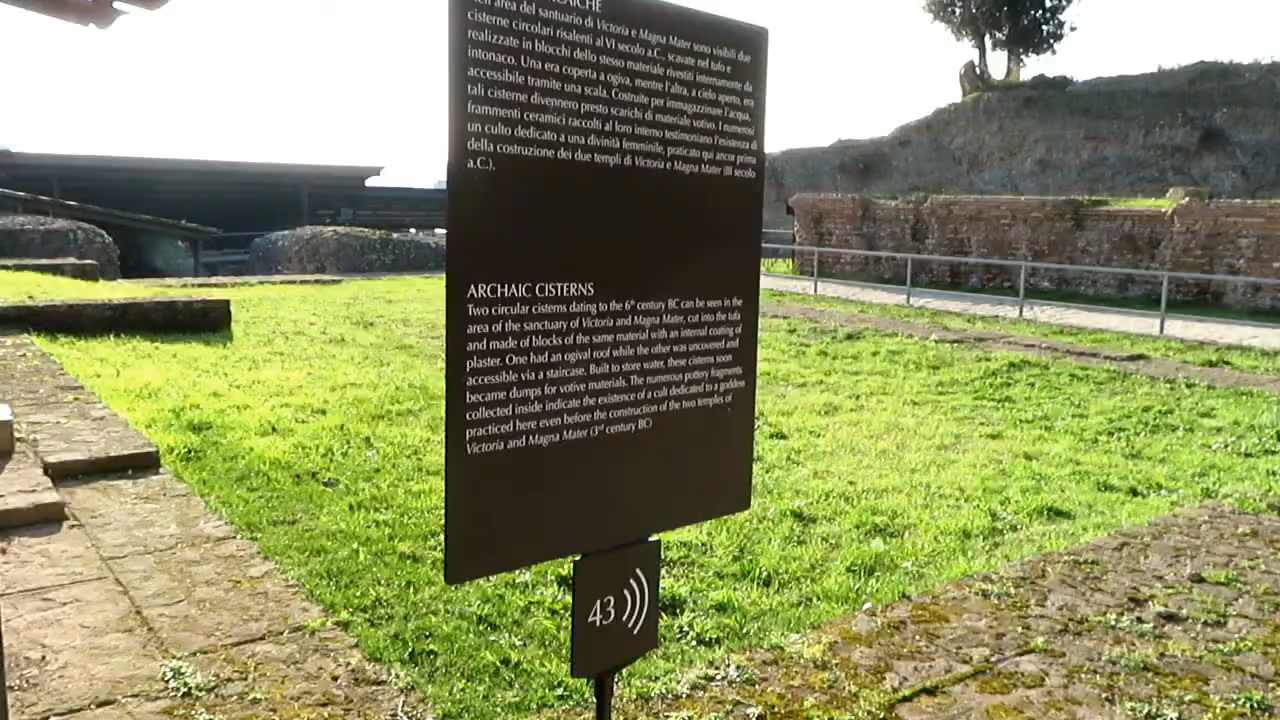 nell'area del santuario di Victoria e Magna Mater sono visibili due
cisterne circolari risalenti al VI secolo a.C., scavate nel tufo e
realizzate in blocchi dello stesso materiale rivestiti internamente da
intonaco. Una era coperta a ogiva, mentre l'altra, a cielo aperto, era
accessibile tramite una scala. Costruite per immagazzinare l'acqua,
tali cisterne divennero presto scarichi di materiale votivo. I numerosi
frammenti ceramici raccolti al loro interno testimoniano l'esistenza di
un culto dedicato a una divinità femminile, praticato qui ancor prima
della costruzione dei due templi di Victoria e Magna Mater (III secolo
a.C.).
ARCHAIC CISTERNS
Two circular cisterns dating to the 6th century BC can be seen in the
area of the sanctuary of Victoria and Magna Mater, cut into the tufa
and made of blocks of the same material with an internal coating of
plaster. One had an ogival roof while the other was uncovered and
accessible via a staircase. Built to store water, these cisterns soon
became dumps for votive materials. The numerous pottery fragments
collected inside indicate the existence of a cult dedicated to a goddess
practiced here even before the construction of the two temples of
Victoria and Magna Mater (3rd century BC)
43